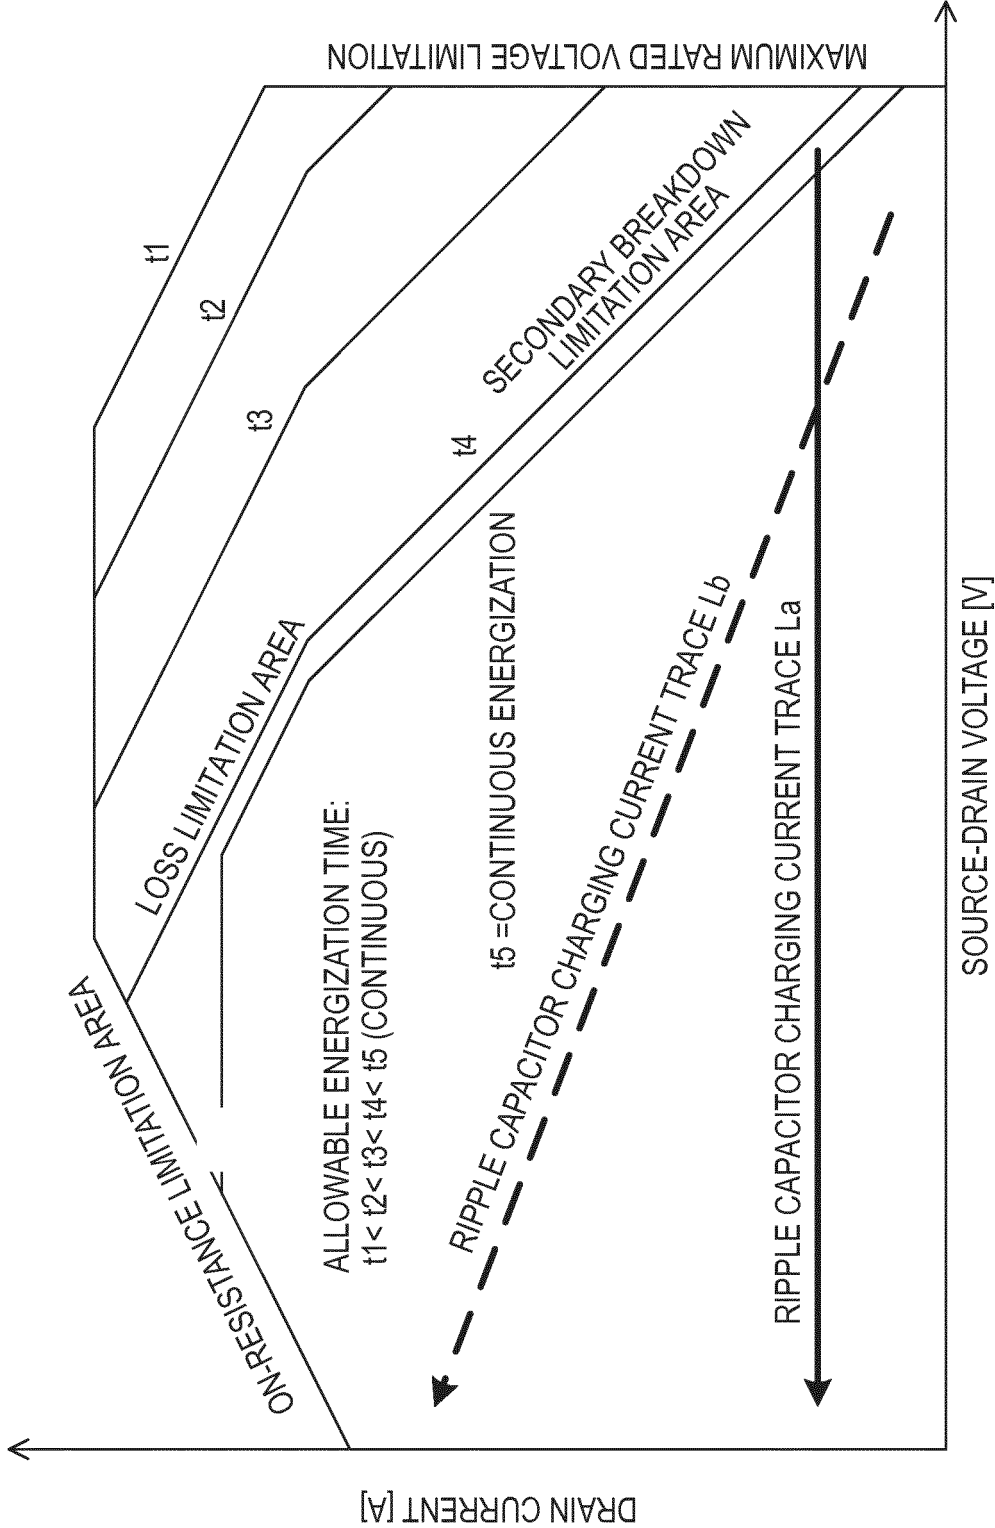 DRAIN CURRENT [A]
ON-RESISTANCE LIMITATION AREA
LOSS LIMITATION AREA
t1
t2
t3
t4
SECONDARY BREAKDOWN
LIMITATION AREA
MAXIMUM RATED VOLTAGE LIMITATION
ALLOWABLE ENERGIZATION TIME:
t1< t2< t3< t4< t5 (CONTINUOUS)
t5 =CONTINUOUS ENERGIZATION
RIPPLE CAPACITOR CHARGING CURRENT TRACE Lb
RIPPLE CAPACITOR CHARGING CURRENT TRACE La
SOURCE-DRAIN VOLTAGE [V]